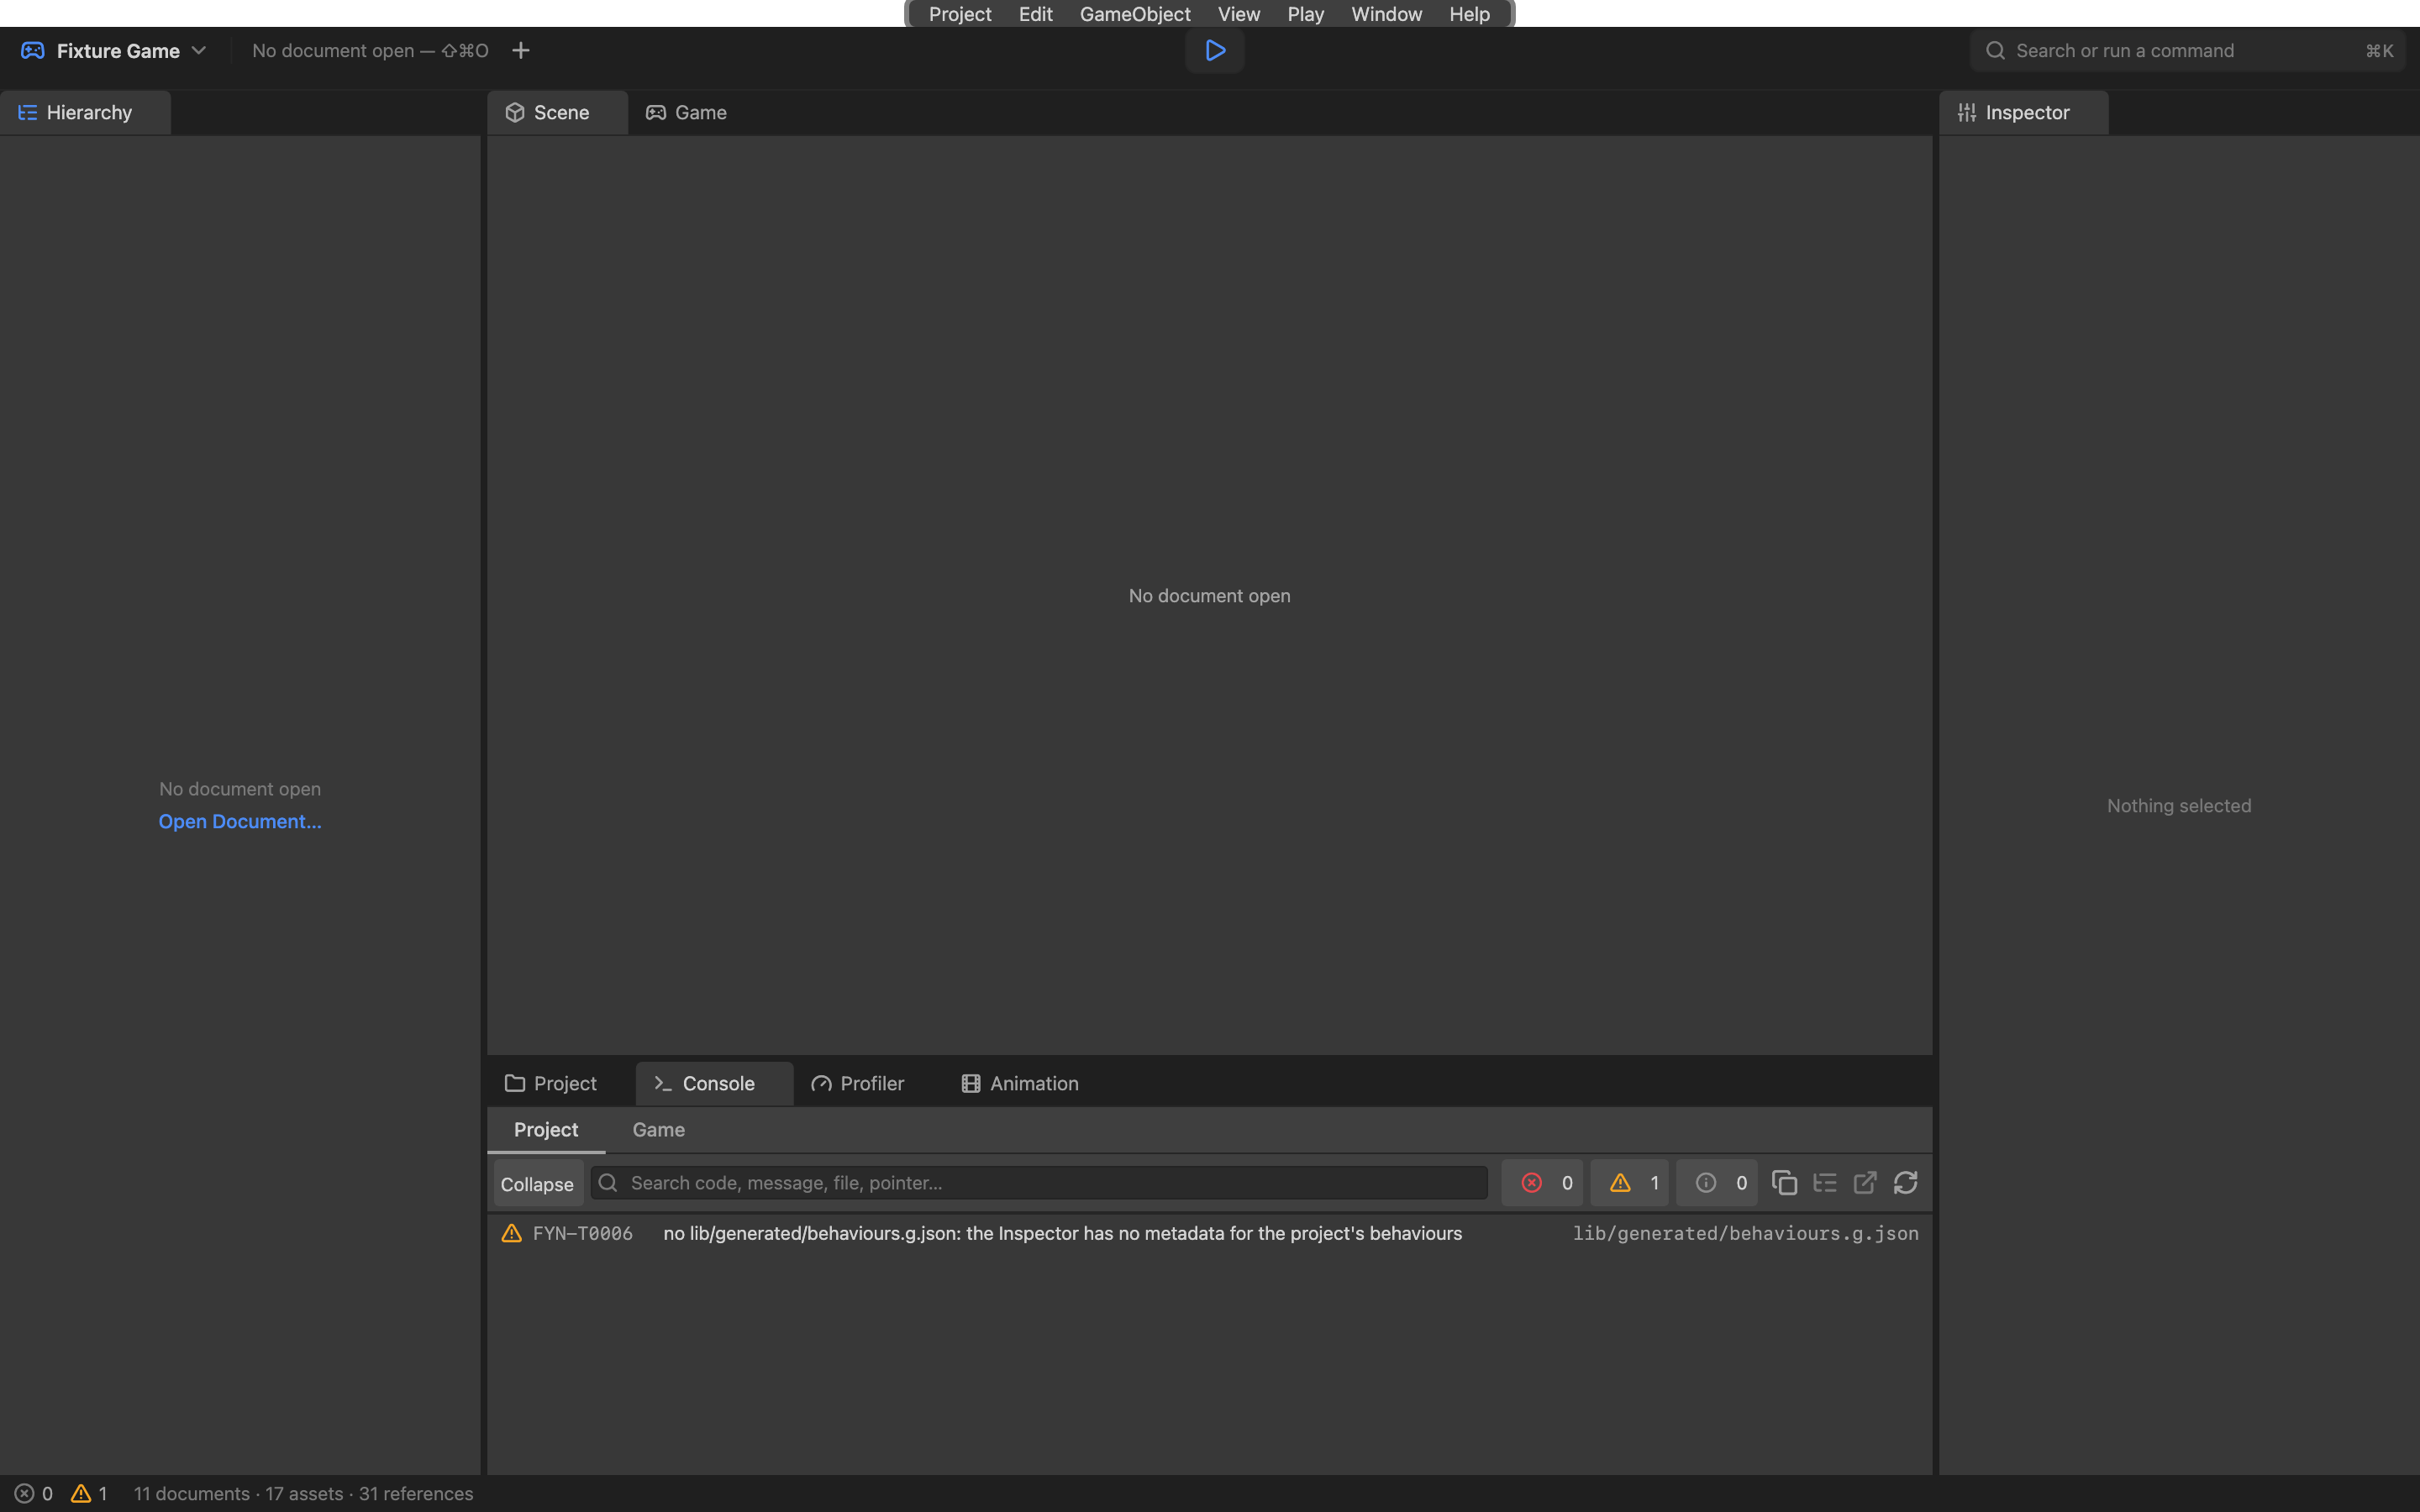 Project Edit GameObject View Play Window Help
Fixture Game No document open — ⇧⌘O + Search or run a command ⌘K
Hierarchy Scene Game Inspector
No document open
No document open
Open Document...
Nothing selected
Project Console Profiler Animation
Project Game
Collapse Search code, message, file, pointer... 0 1 0
FYN-T0006 no lib/generated/behaviours.g.json: the Inspector has no metadata for the project's behaviours lib/generated/behaviours.g.json
0 1 11 documents · 17 assets · 31 references